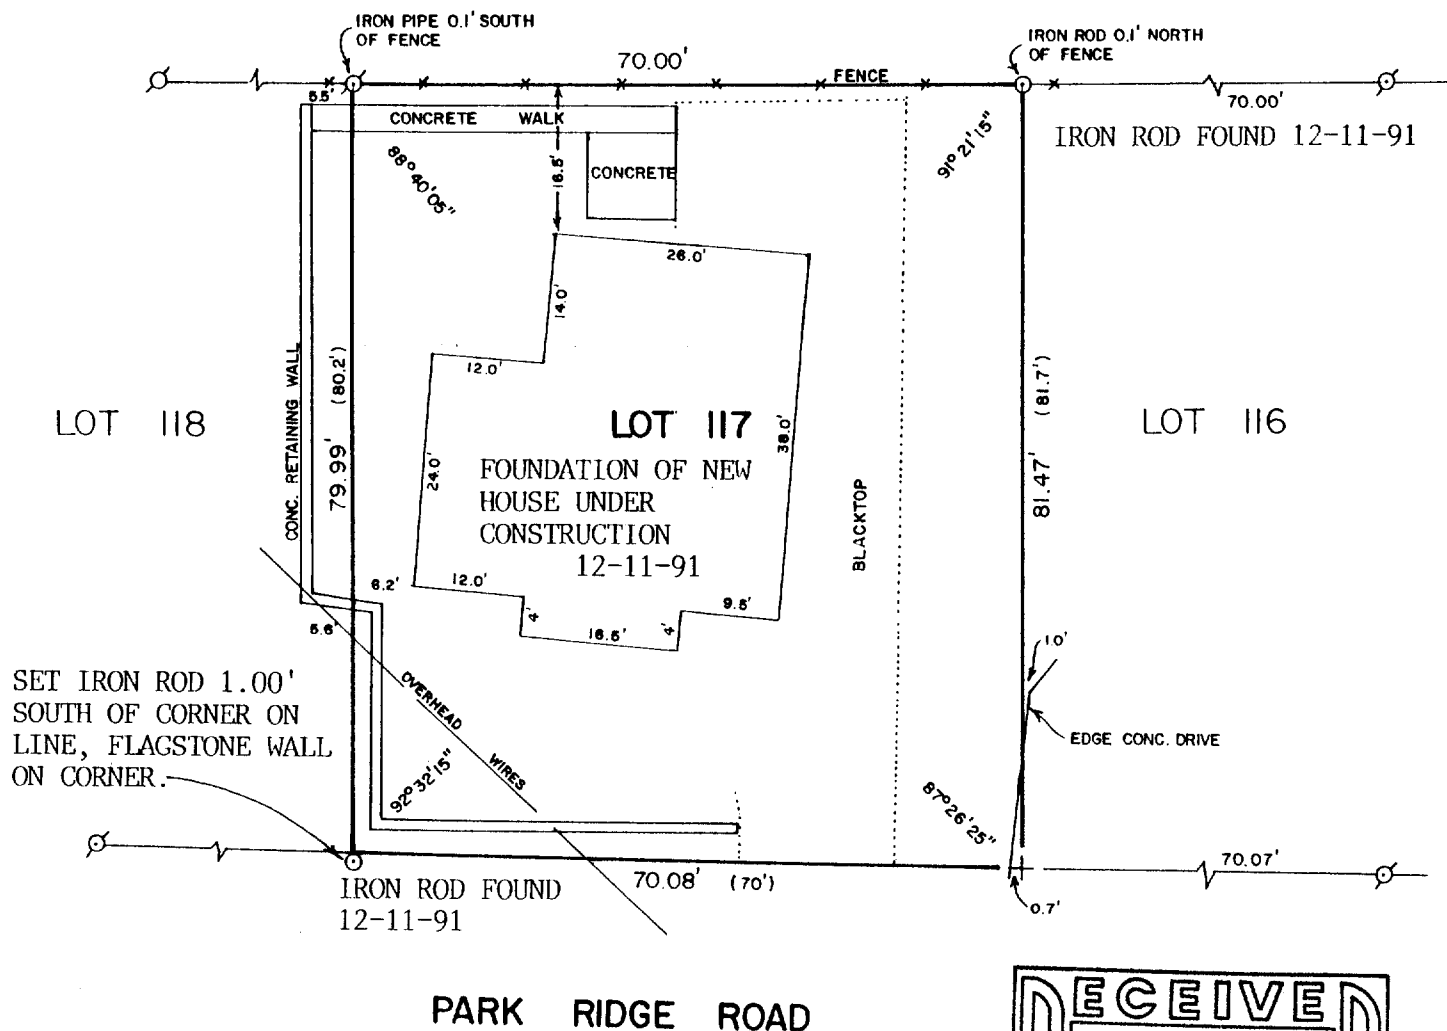 IRON PIPE 0.1' SOUTH
OF FENCE
70.00'
IRON ROD 0.1' NORTH
OF FENCE
FENCE
5.5'
70.00'
CONCRETE WALK
IRON ROD FOUND 12-11-91
88°40'05"
16.5'
CONCRETE
91°21'15"
26.0'
14.0'
12.0'
CONC. RETAINING WALL
79.99' (80.2')
LOT 118
LOT 117
38.0'
81.47' (81.7')
LOT 116
24.0'
FOUNDATION OF NEW
HOUSE UNDER
CONSTRUCTION
12-11-91
BLACKTOP
6.2'
12.0'
4'
16.5'
4'
9.5'
5.6'
1.0'
SET IRON ROD 1.00'
SOUTH OF CORNER ON
LINE, FLAGSTONE WALL
ON CORNER.
OVERHEAD WIRES
EDGE CONC. DRIVE
92°32'15"
87°26'25"
70.08' (70')
70.07'
IRON ROD FOUND
12-11-91
0.7'
PARK RIDGE ROAD
RECEIVED